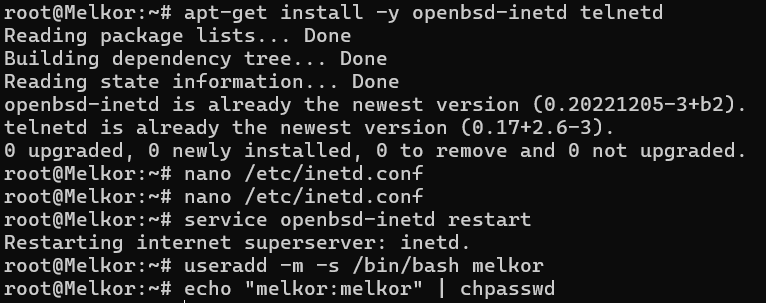 root@Melkor:~# apt-get install -y openbsd-inetd telnetd
Reading package lists... Done
Building dependency tree... Done
Reading state information... Done
openbsd-inetd is already the newest version (0.20221205-3+b2).
telnetd is already the newest version (0.17+2.6-3).
0 upgraded, 0 newly installed, 0 to remove and 0 not upgraded.
root@Melkor:~# nano /etc/inetd.conf
root@Melkor:~# nano /etc/inetd.conf
root@Melkor:~# service openbsd-inetd restart
Restarting internet superserver: inetd.
root@Melkor:~# useradd -m -s /bin/bash melkor
root@Melkor:~# echo "melkor:melkor" | chpasswd